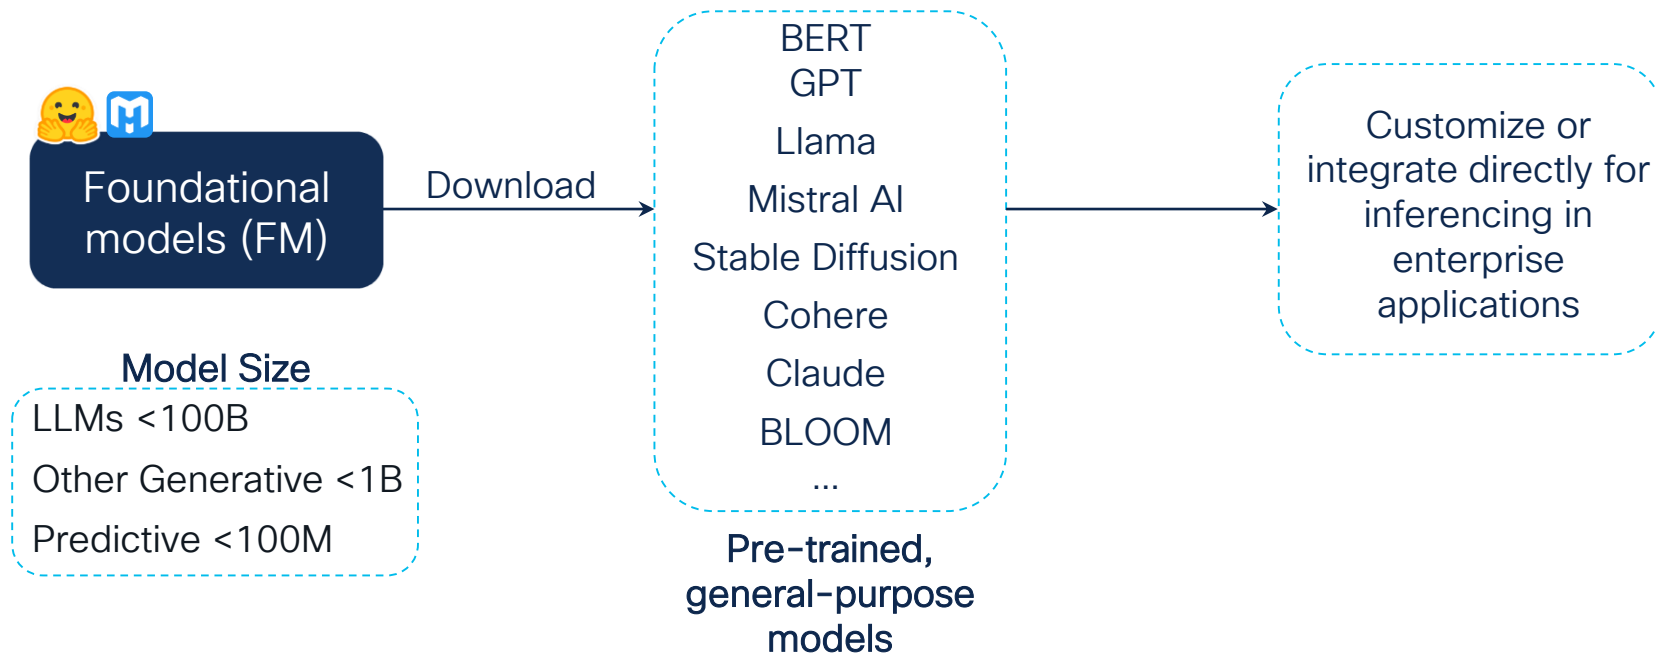 Foundational
models (FM)
Download
Model Size
LLMs <100B
Other Generative <1B
Predictive <100M
BERT
GPT
Llama
Mistral AI
Stable Diffusion
Cohere
Claude
BLOOM
...
Pre-trained,
general-purpose
models
Customize or
integrate directly for
inferencing in
enterprise
applications